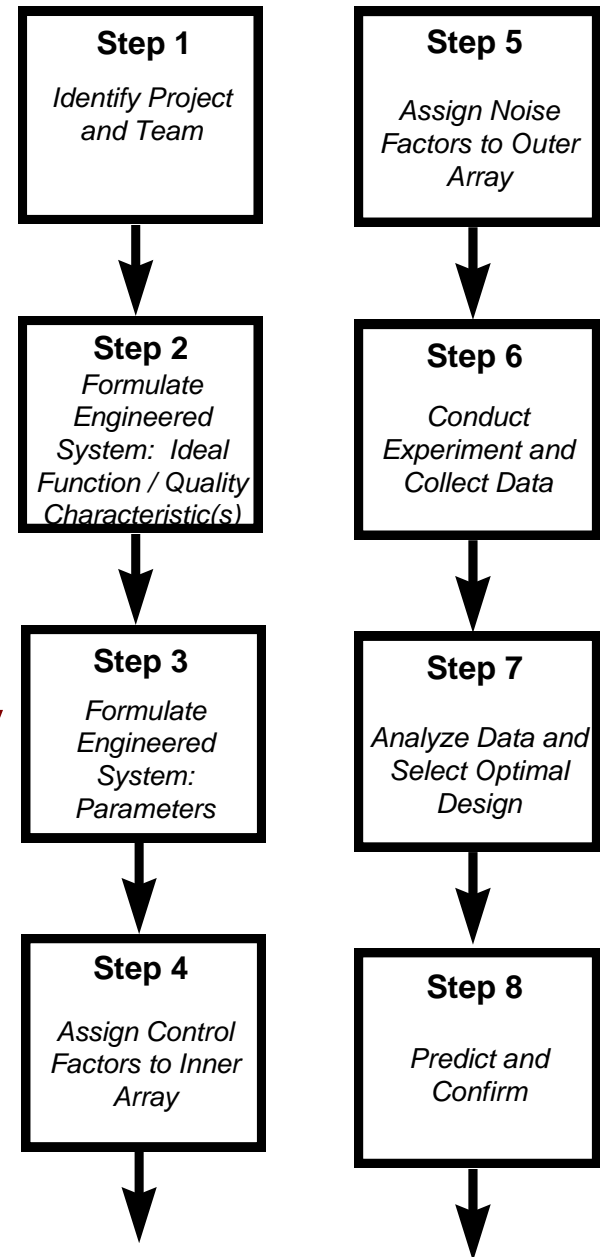 Step 1
Identify Project
and Team
Step 2
Formulate
Engineered
System: Ideal
Function / Quality
Characteristic(s)
Step 3
Formulate
Engineered
System:
Parameters
Step 4
Assign Control
Factors to Inner
Array
Step 5
Assign Noise
Factors to Outer
Array
Step 6
Conduct
Experiment and
Collect Data
Step 7
Analyze Data and
Select Optimal
Design
Step 8
Predict and
Confirm